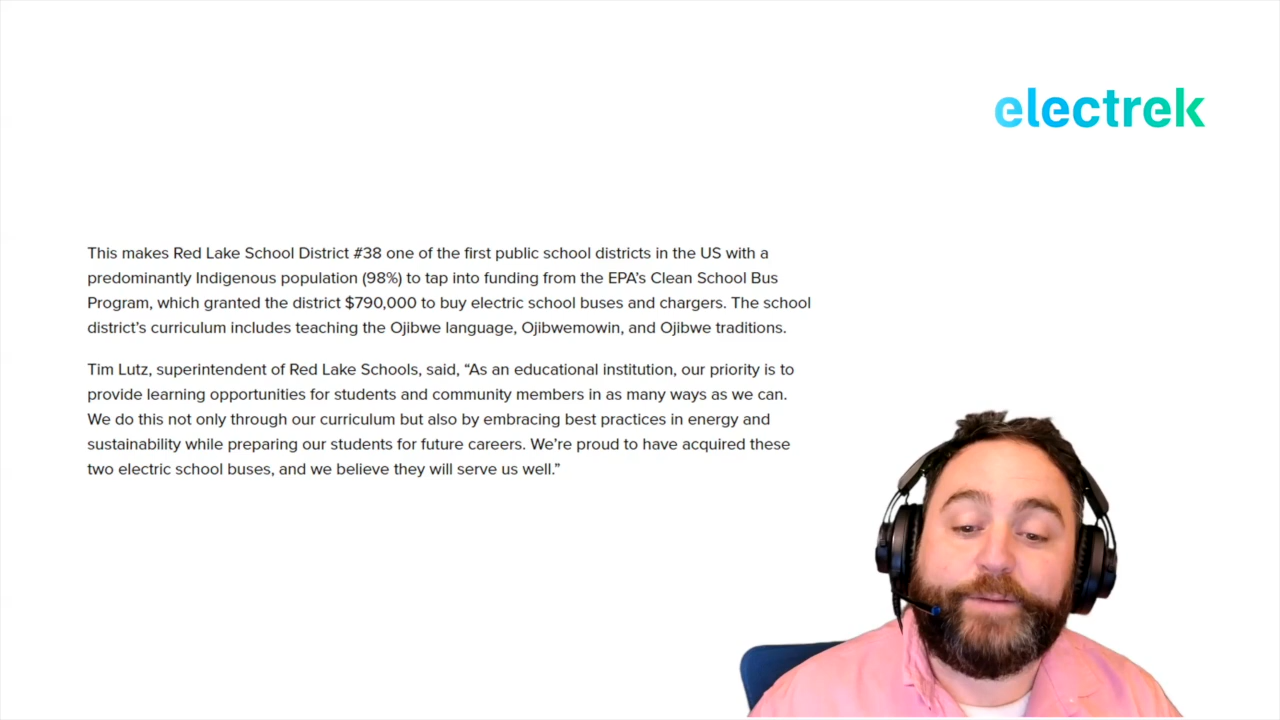 electrek
This makes Red Lake School District #38 one of the first public school districts in the US with a
predominantly Indigenous population (98%) to tap into funding from the EPA’s Clean School Bus
Program, which granted the district $790,000 to buy electric school buses and chargers. The school
district’s curriculum includes teaching the Ojibwe language, Ojibwemowin, and Ojibwe traditions.
Tim Lutz, superintendent of Red Lake Schools, said, “As an educational institution, our priority is to
provide learning opportunities for students and community members in as many ways as we can.
We do this not only through our curriculum but also by embracing best practices in energy and
sustainability while preparing our students for future careers. We’re proud to have acquired these
two electric school buses, and we believe they will serve us well.”